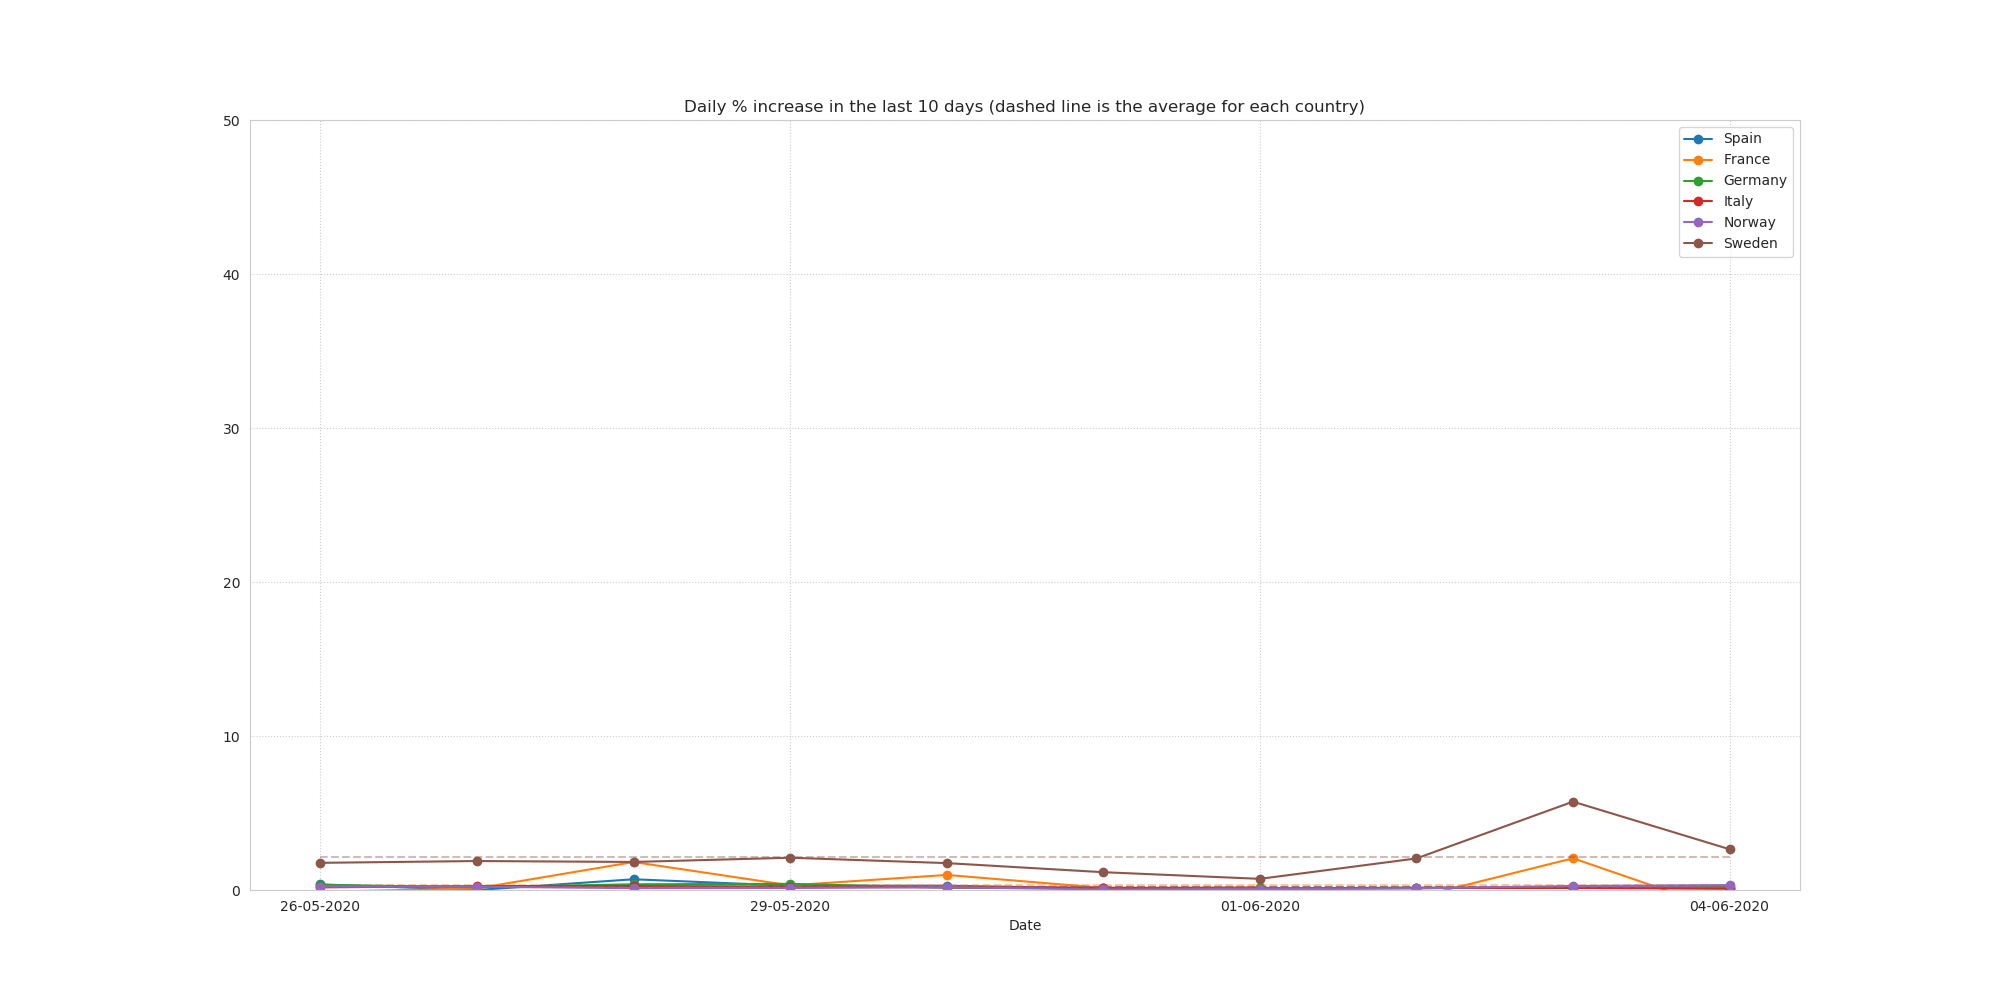 Daily % increase in the last 10 days (dashed line is the average for each country)
50
40
30
20
10
0
Spain
France
Germany
Italy
Norway
Sweden
26-05-2020 29-05-2020 01-06-2020 04-06-2020
Date